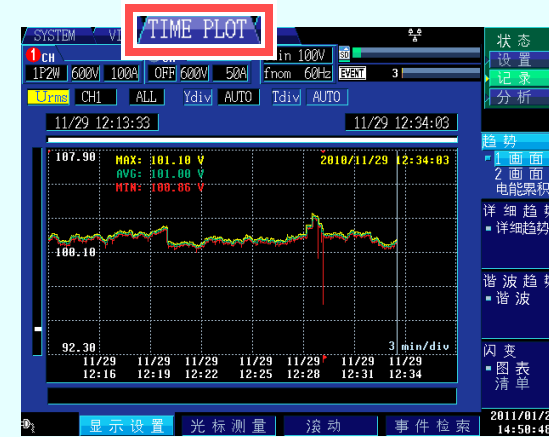 SYSTEM VI TIME PLOT
1 CH in 100V SD
1P2W 600V 100A OFF 600V 50A fnom 60Hz EVENT 3
Urms CH1 ALL Ydiv AUTO Tdiv AUTO
11/29 12:13:33 11/29 12:34:03
107.90 MAX: 101.10 V 2010/11/29 12:34:03
AVG: 101.00 V
MIN: 100.86 V
100.10
92.30 3 min/div
11/29 11/29 11/29 11/29 11/29 11/29 11/29
12:16 12:19 12:22 12:25 12:28 12:31 12:34
显示设置 光标测量 滚动 事件检索
状态
设置
记录
分析
趋势
1画面
2画面
电能累积
详细趋势
详细趋势
谐波趋势
谐波
闪变
图表
清单
2011/01/2
14:50:40